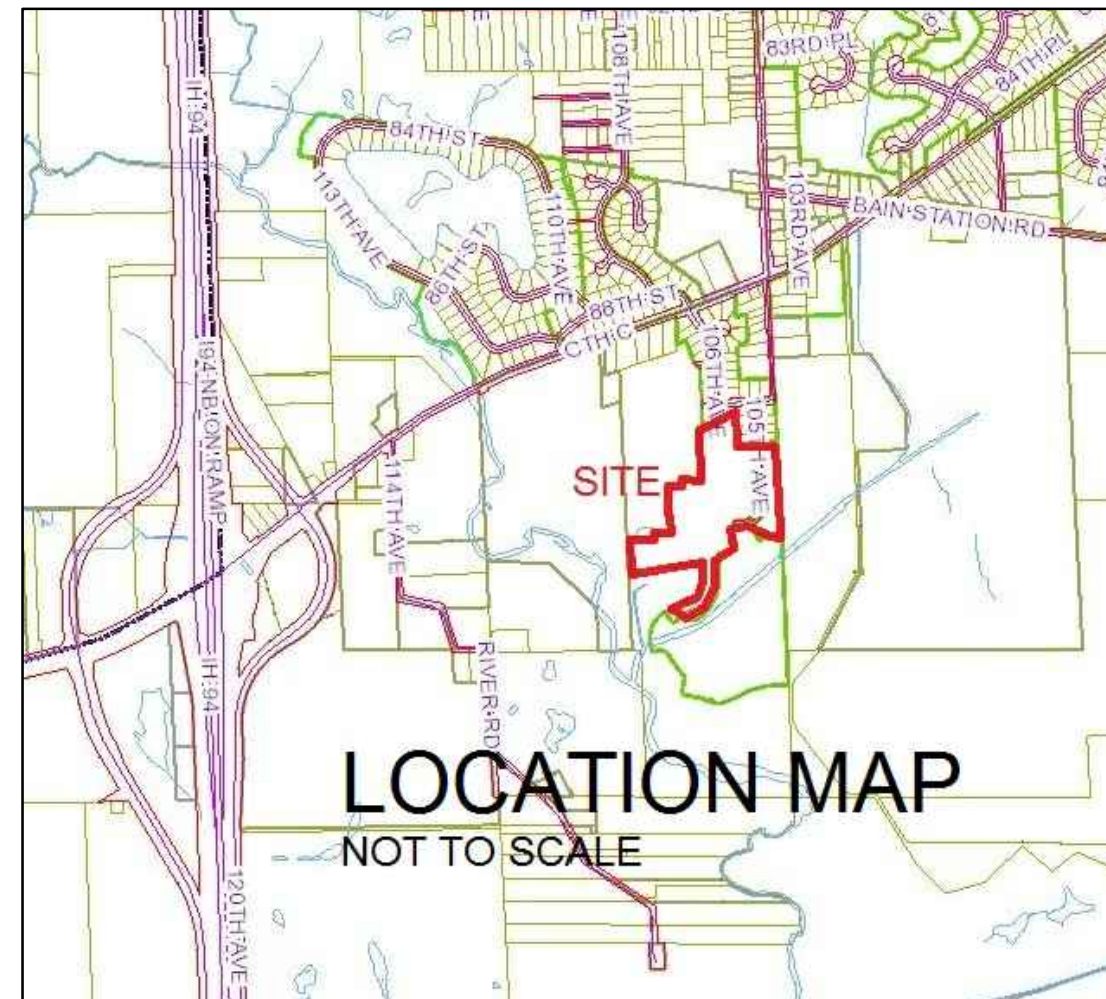 IH:94
108TH:AVE
83RD:PL
84TH:PL
84TH:ST
113TH:AVE
110TH:AVE
103RD:AVE
BAIN:STATION:RD
86TH:ST
88TH:ST
CTH:C
106TH:AVE
105TH:AVE
I94:NB:ON:RAMP
114TH:AVE
SITE
IH:94
RIVER:RD
LOCATION MAP
NOT TO SCALE
120TH:AVE